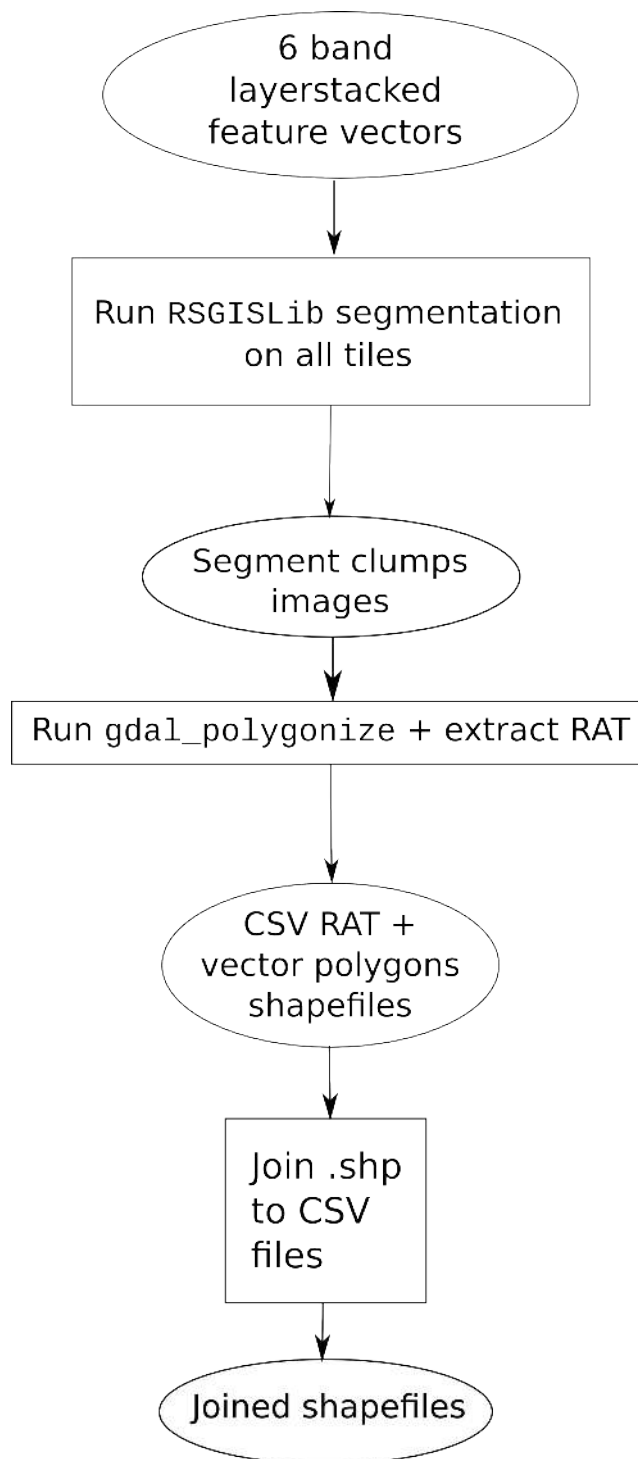 6 band
layerstacked
feature vectors
Run RSGISLib segmentation
on all tiles
Segment clumps
images
Run gdal_polygonize + extract RAT
CSV RAT +
vector polygons
shapefiles
Join .shp
to CSV
files
Joined shapefiles